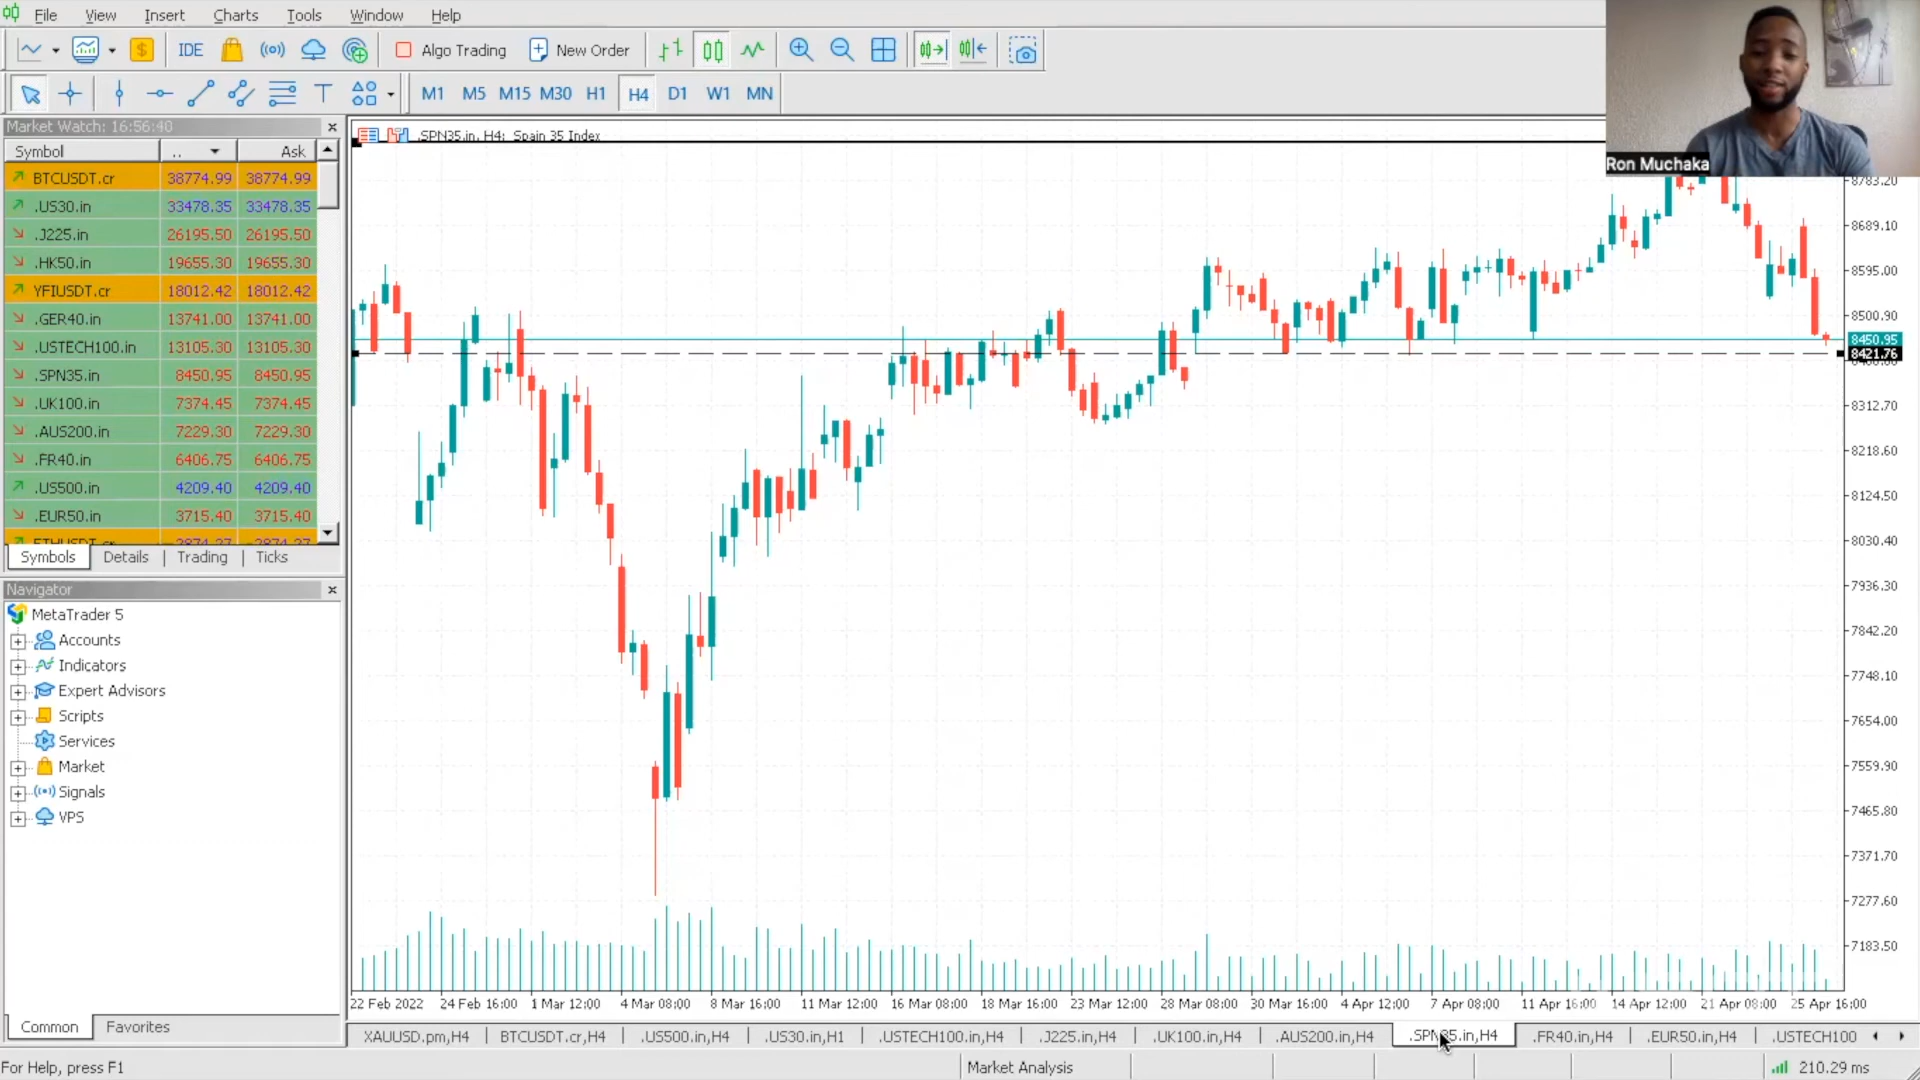 File View Insert Charts Tools Window Help
IDE Algo Trading New Order
M1 M5 M15 M30 H1 H4 D1 W1 MN
Ron Muchaka
Market Watch: 16:56:40
Symbol .. Ask
BTCUSDT.cr 38774.99 38774.99
.US30.in 33478.35 33478.35
.J225.in 26195.50 26195.50
.HK50.in 19655.30 19655.30
YFIUSDT.cr 18012.42 18012.42
.GER40.in 13741.00 13741.00
.USTECH100.in 13105.30 13105.30
.SPN35.in 8450.95 8450.95
.UK100.in 7374.45 7374.45
.AUS200.in 7229.30 7229.30
.FR40.in 6406.75 6406.75
.US500.in 4209.40 4209.40
.EUR50.in 3715.40 3715.40
Symbols Details Trading Ticks
Navigator
MetaTrader 5
Accounts
Indicators
Expert Advisors
Scripts
Services
Market
Signals
VPS
Common Favorites
.SPN35.in, H4: Spain 35 Index
8783.20
8689.10
8595.00
8500.90
8450.95
8421.76
8312.70
8218.60
8124.50
8030.40
7936.30
7842.20
7748.10
7654.00
7559.90
7465.80
7371.70
7277.60
7183.50
22 Feb 2022 24 Feb 16:00 1 Mar 12:00 4 Mar 08:00 8 Mar 16:00 11 Mar 12:00 16 Mar 08:00 18 Mar 16:00 23 Mar 12:00 28 Mar 08:00 30 Mar 16:00 4 Apr 12:00 7 Apr 08:00 11 Apr 16:00 14 Apr 12:00 21 Apr 08:00 25 Apr 16:00
XAUUSD.pm,H4 BTCUSDT.cr,H4 .US500.in,H4 .US30.in,H1 .USTECH100.in,H4 .J225.in,H4 .UK100.in,H4 .AUS200.in,H4 .SPN35.in,H4 .FR40.in,H4 .EUR50.in,H4 .USTECH100
For Help, press F1 Market Analysis 210.29 ms